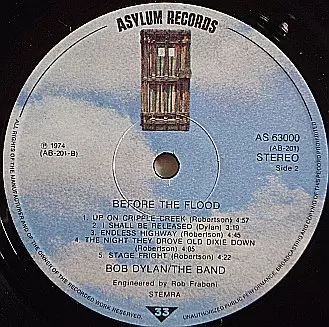 ASYLUM RECORDS
℗ 1974
(AB-201-B)
AS 63000
(AB-201)
STEREO
Side 2
BEFORE THE FLOOD
1. UP ON CRIPPLE CREEK (Robertson) 4:57
2. I SHALL BE RELEASED (Dylan) 3:19
3. ENDLESS HIGHWAY (Robertson) 4:45
4. THE NIGHT THEY DROVE OLD DIXIE DOWN
(Robertson) 4:05
5. STAGE FRIGHT (Robertson) 4:22
BOB DYLAN/THE BAND
Engineered by Rob Fraboni
STEMRA
ALL RIGHTS OF THE MANUFACTURER AND OF THE OWNER OF THE RECORDED WORK RESERVED.
UNAUTHORIZED PUBLIC PERFORMANCE, BROADCASTING AND COPYING OF THIS RECORD PROHIBITED
33